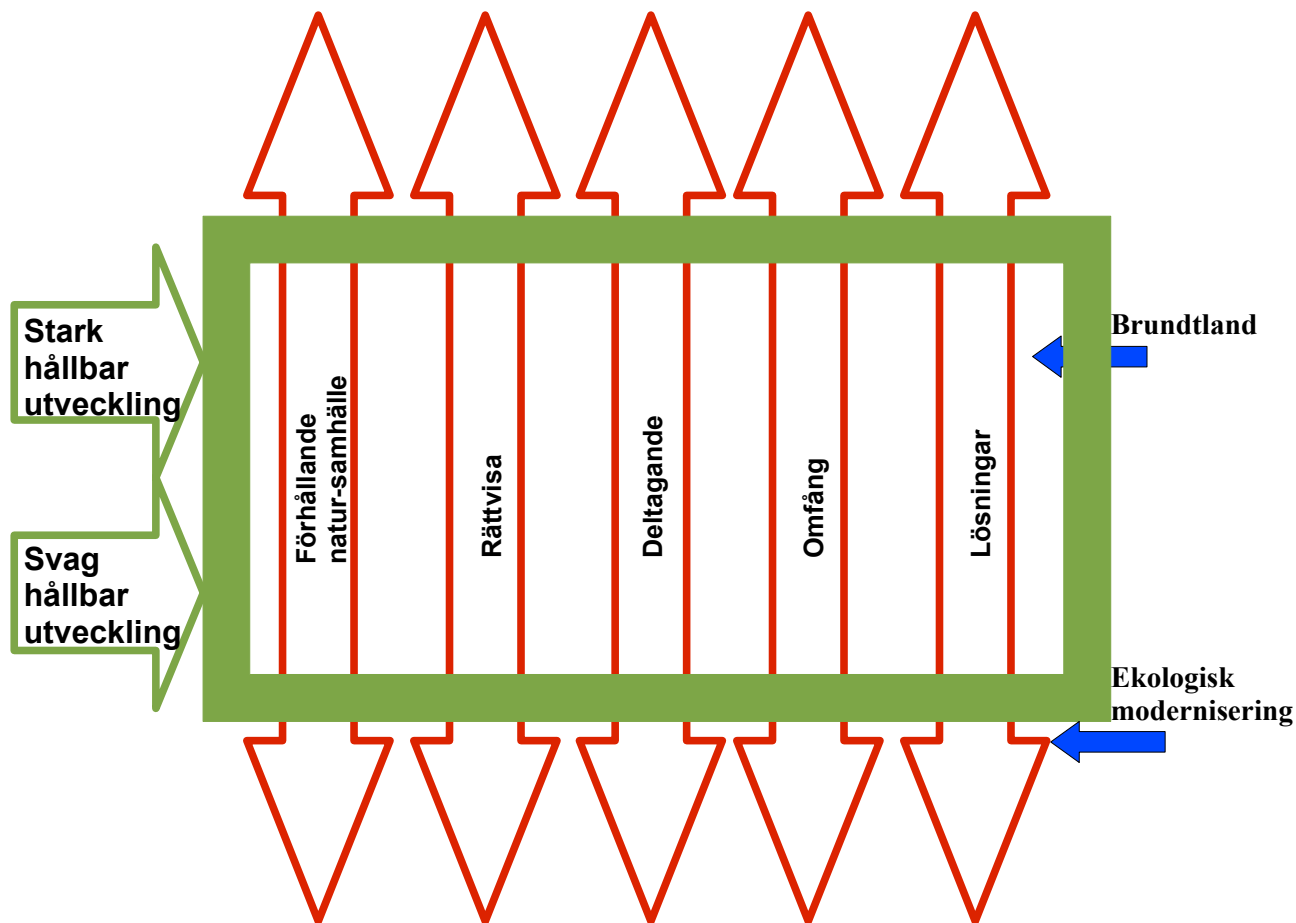 Stark
hållbar
utveckling
Svag
hållbar
utveckling
Förhållande
natur-samhälle
Rättvisa
Deltagande
Omfång
Lösningar
Brundtland
Ekologisk
modernisering